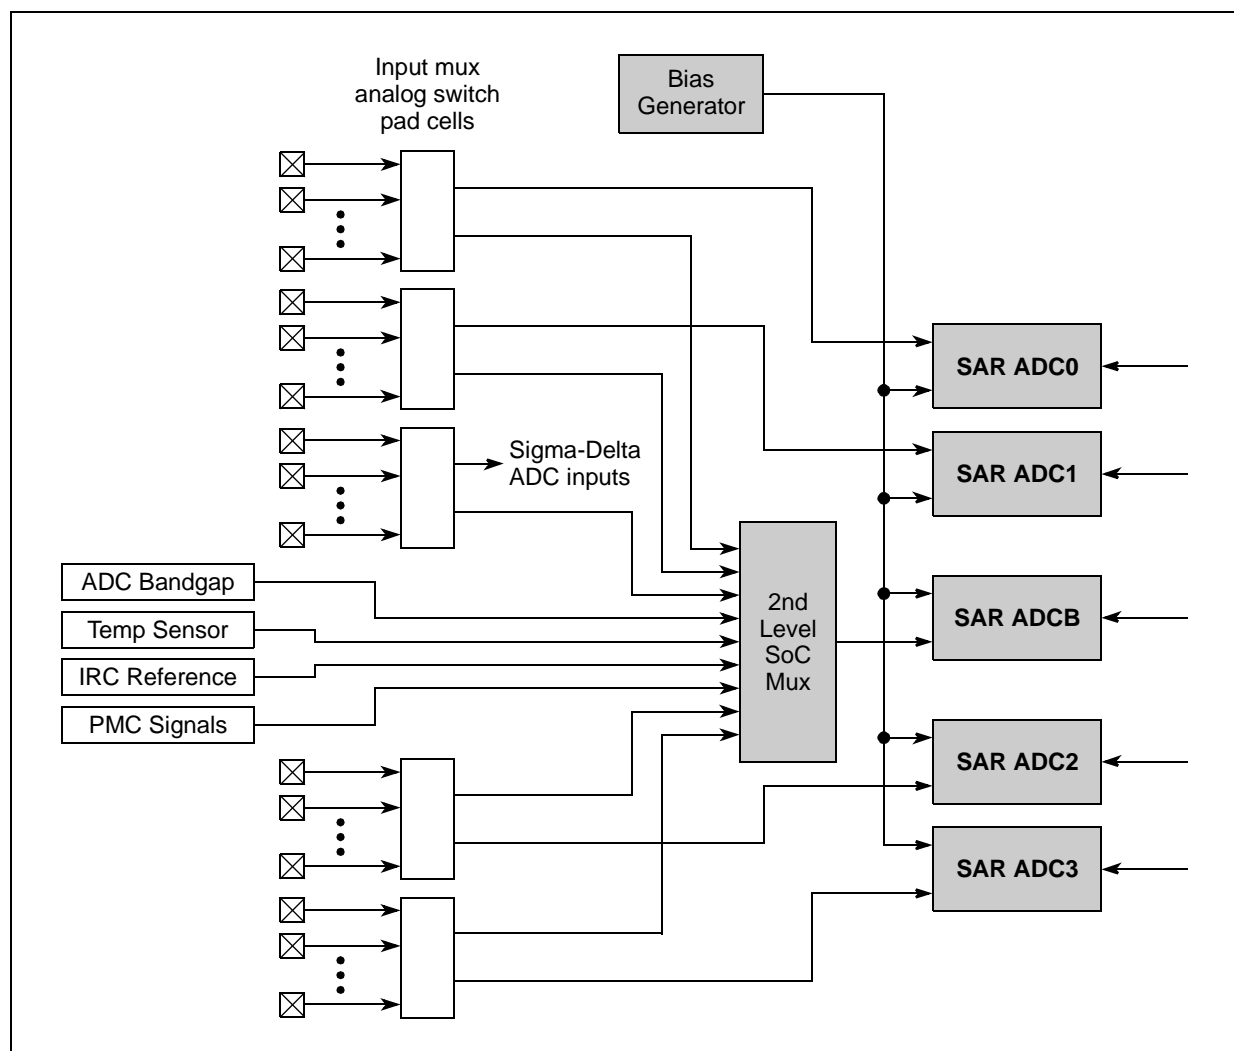 Input mux
analog switch
pad cells
Bias
Generator
SAR ADC0
Sigma-Delta
ADC inputs
SAR ADC1
ADC Bandgap
Temp Sensor
IRC Reference
PMC Signals
2nd
Level
SoC
Mux
SAR ADCB
SAR ADC2
SAR ADC3